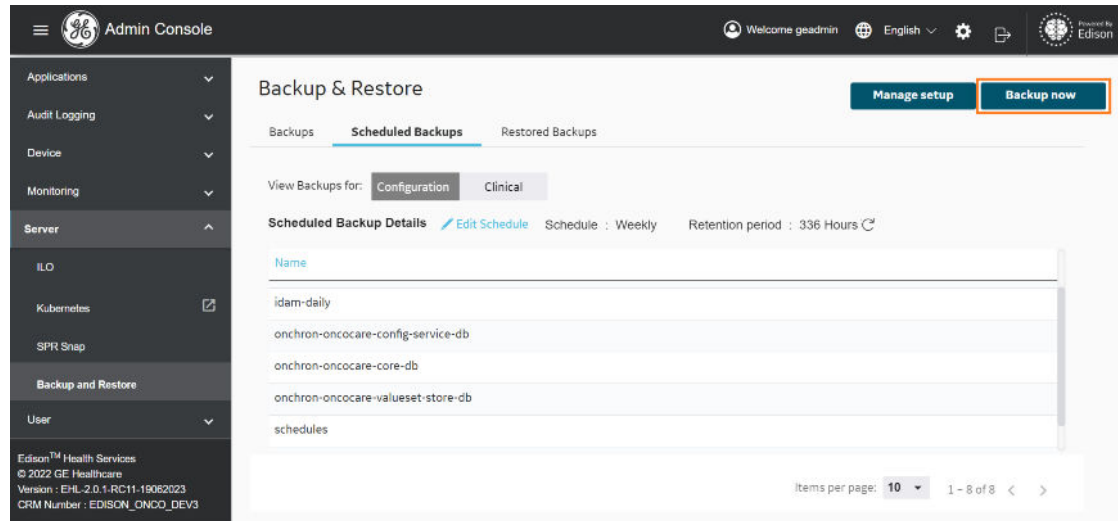 Admin Console
Welcome geadmin English
Powered By
Edison
Applications
Audit Logging
Device
Monitoring
Server
ILO
Kubernetes
SPR Snap
Backup and Restore
User
Edison™ Health Services
© 2022 GE Healthcare
Version : EHL-2.0.1-RC11-19062023
CRM Number : EDISON_ONCO_DEV3
Backup & Restore
Manage setup Backup now
Backups Scheduled Backups Restored Backups
View Backups for: Configuration Clinical
Scheduled Backup Details Edit Schedule Schedule : Weekly Retention period : 336 Hours
Name
idam-daily
onchron-oncocare-config-service-db
onchron-oncocare-core-db
onchron-oncocare-valueset-store-db
schedules
Items per page: 10 1 – 8 of 8